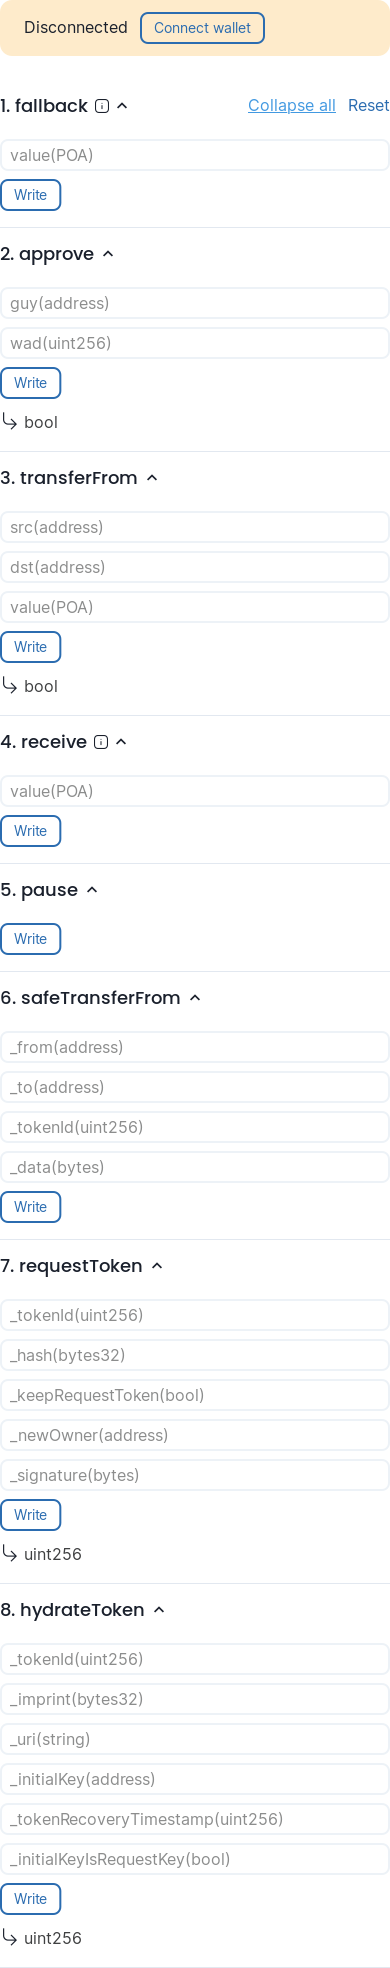 Disconnected Connect wallet
1. fallback Collapse all Reset
value(POA)
Write
2. approve
guy(address)
wad(uint256)
Write
bool
3. transferFrom
src(address)
dst(address)
value(POA)
Write
bool
4. receive
value(POA)
Write
5. pause
Write
6. safeTransferFrom
_from(address)
_to(address)
_tokenId(uint256)
_data(bytes)
Write
7. requestToken
_tokenId(uint256)
_hash(bytes32)
_keepRequestToken(bool)
_newOwner(address)
_signature(bytes)
Write
uint256
8. hydrateToken
_tokenId(uint256)
_imprint(bytes32)
_uri(string)
_initialKey(address)
_tokenRecoveryTimestamp(uint256)
_initialKeyIsRequestKey(bool)
Write
uint256